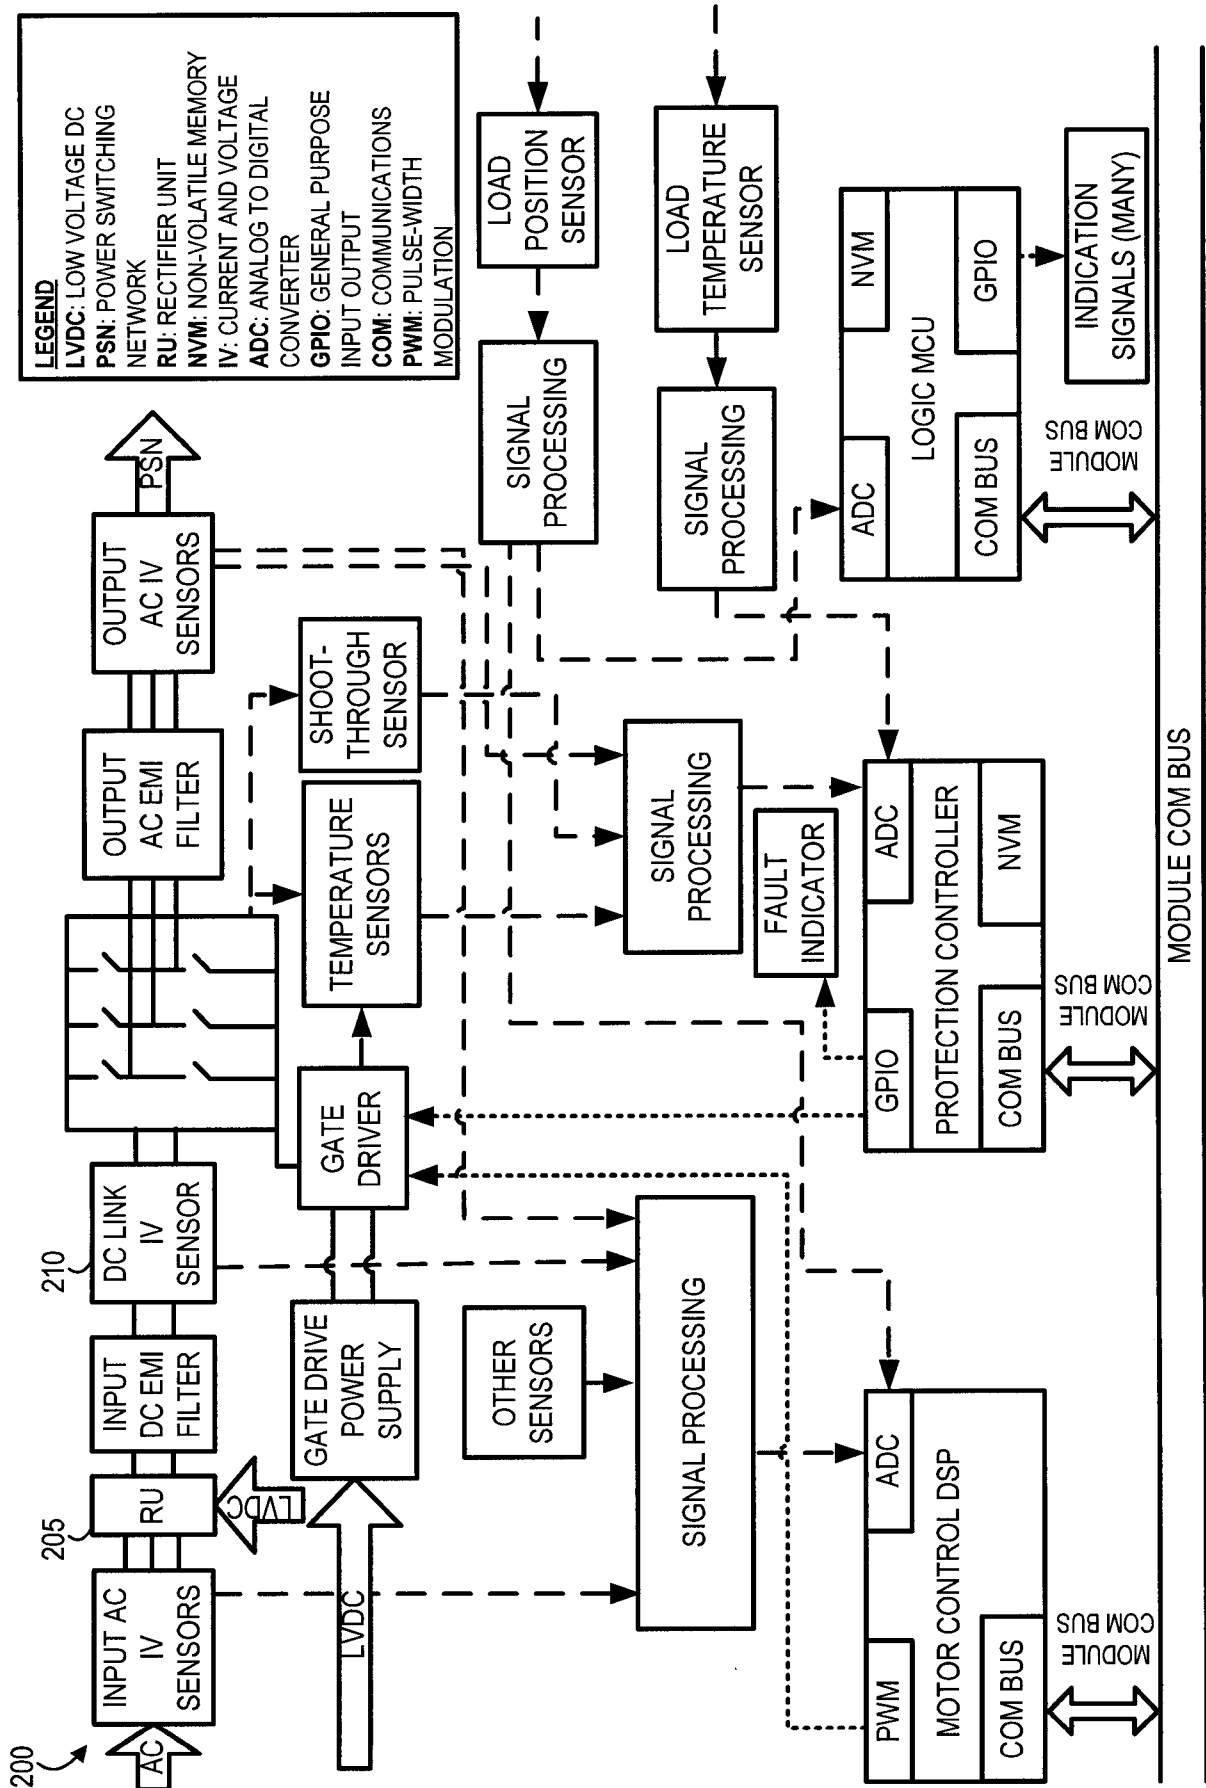 200
AC
INPUT AC
IV
SENSORS
205
RU
LVDC
INPUT
DC EMI
FILTER
210
DC LINK
IV
SENSOR
OUTPUT
AC EMI
FILTER
OUTPUT
AC IV
SENSORS
PSN
LEGEND
LVDC: LOW VOLTAGE DC
PSN: POWER SWITCHING
NETWORK
RU: RECTIFIER UNIT
NVM: NON-VOLATILE MEMORY
IV: CURRENT AND VOLTAGE
ADC: ANALOG TO DIGITAL
CONVERTER
GPIO: GENERAL PURPOSE
INPUT OUTPUT
COM: COMMUNICATIONS
PWM: PULSE-WIDTH
MODULATION
LVDC
GATE DRIVE
POWER
SUPPLY
GATE
DRIVER
TEMPERATURE
SENSORS
SHOOT-
THROUGH
SENSOR
SIGNAL
PROCESSING
LOAD
POSITION
SENSOR
OTHER
SENSORS
SIGNAL PROCESSING
SIGNAL
PROCESSING
SIGNAL
PROCESSING
LOAD
TEMPERATURE
SENSOR
FAULT
INDICATOR
PWM
ADC
MOTOR CONTROL DSP
COM BUS
GPIO
ADC
PROTECTION CONTROLLER
COM BUS
NVM
ADC
NVM
LOGIC MCU
COM BUS
GPIO
INDICATION
SIGNALS (MANY)
MODULE
COM BUS
MODULE
COM BUS
MODULE
COM BUS
MODULE COM BUS